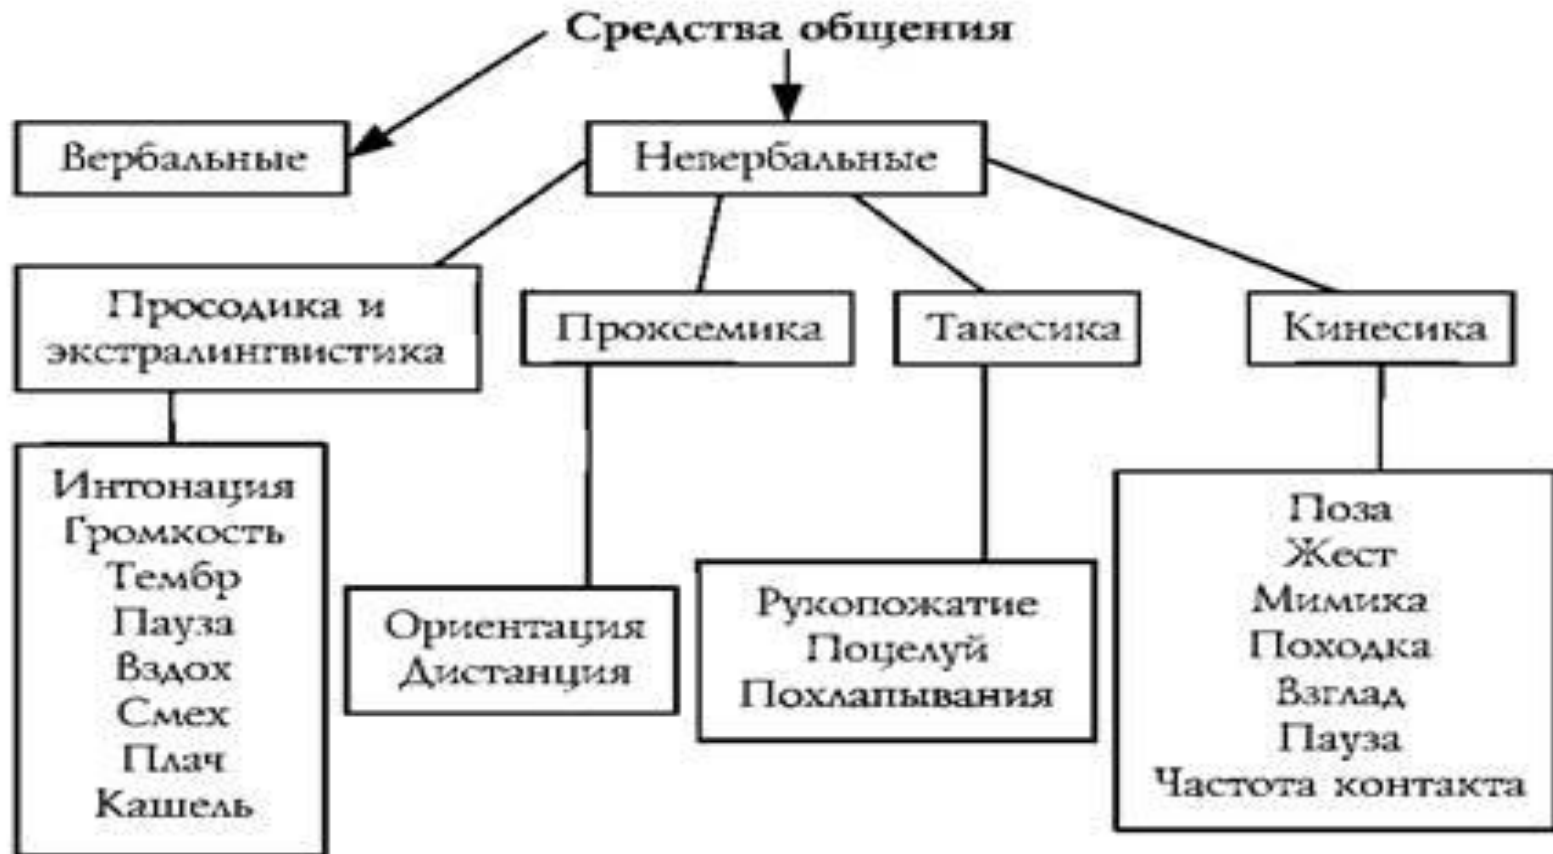 Средства общения
Вербальные
Невербальные
Просодика и
экстралингвистика
Проксемика
Такесика
Кинесика
Интонация
Громкость
Тембр
Пауза
Вздох
Смех
Плач
Кашель
Ориентация
Дистанция
Рукопожатие
Поцелуй
Похлапывания
Поза
Жест
Мимика
Походка
Взглад
Пауза
Частота контакта